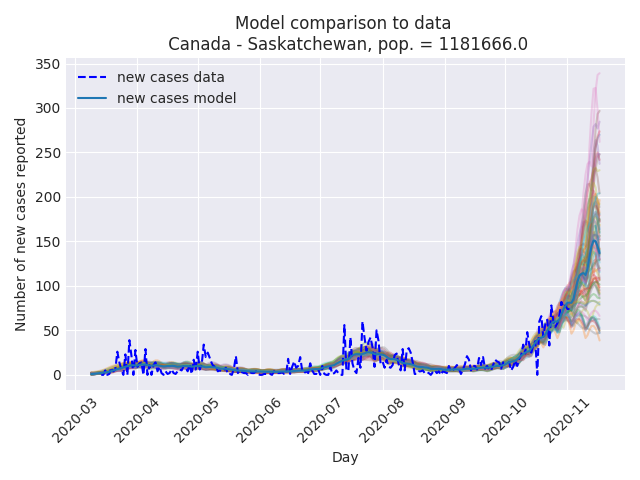 Model comparison to data
Canada - Saskatchewan, pop. = 1181666.0
350
300
250
200
150
100
50
0
Number of new cases reported
new cases data
new cases model
2020-03
2020-04
2020-05
2020-06
2020-07
2020-08
2020-09
2020-10
2020-11
Day